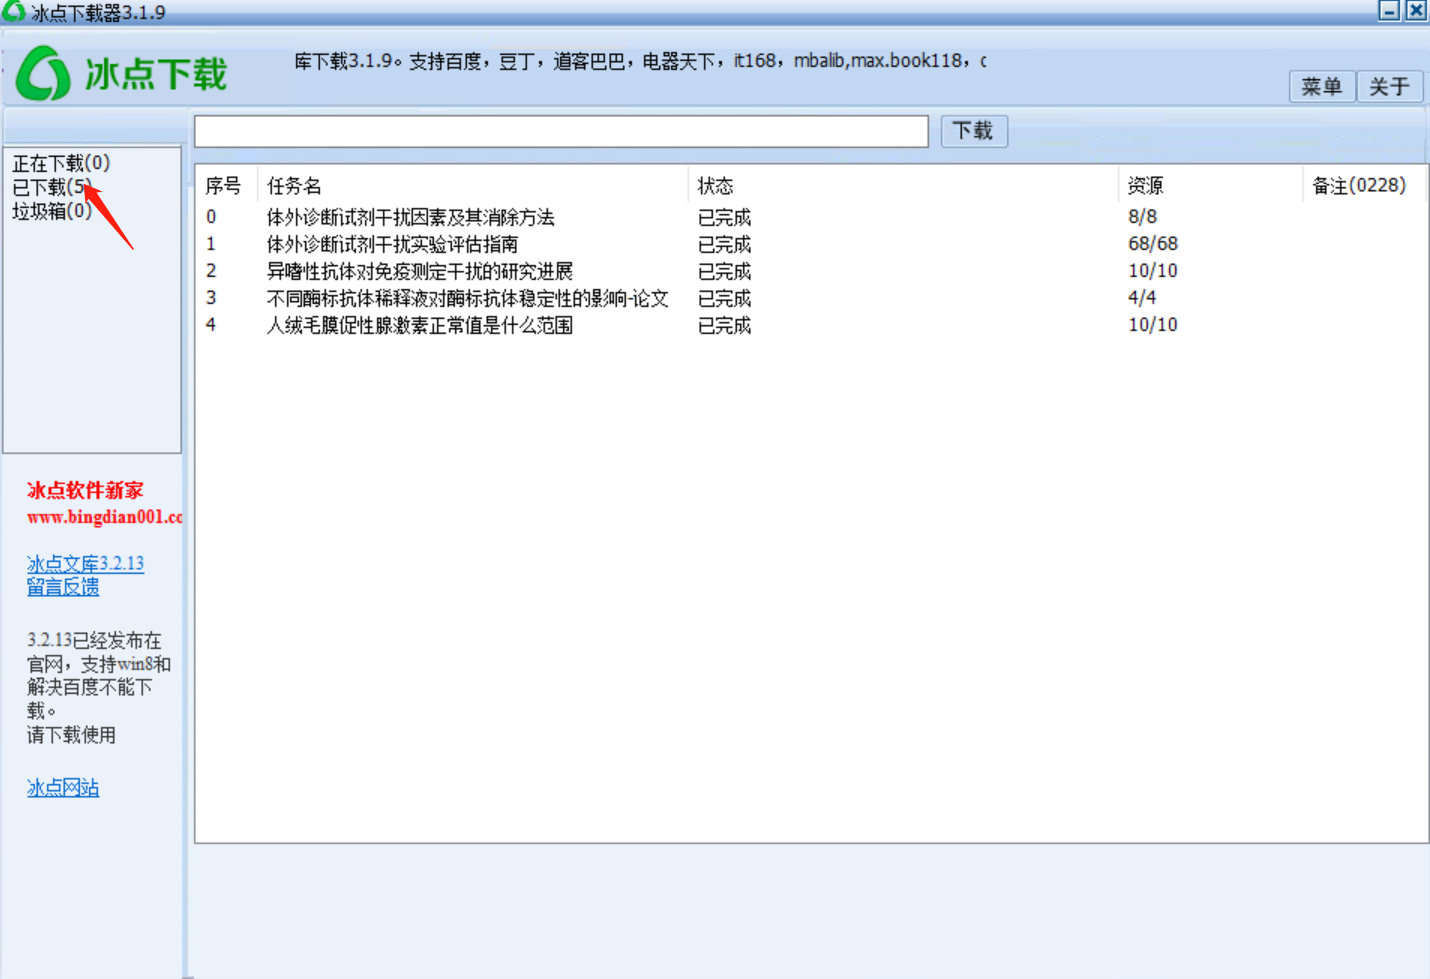 冰点下载器3.1.9
冰点下载
库下载3.1.9。支持百度，豆丁，道客巴巴，电器天下，it168，mbalib,max.book118，c
菜单 关于
下载
正在下载(0)
已下载(5)
垃圾箱(0)
序号 任务名 状态 资源 备注(0228)
0 体外诊断试剂干扰因素及其消除方法 已完成 8/8
1 体外诊断试剂干扰实验评估指南 已完成 68/68
2 异嗜性抗体对免疫测定干扰的研究进展 已完成 10/10
3 不同酶标抗体稀释液对酶标抗体稳定性的影响-论文 已完成 4/4
4 人绒毛膜促性腺激素正常值是什么范围 已完成 10/10
冰点软件新家
www.bingdian001.co
冰点文库3.2.13
留言反馈
3.2.13已经发布在
官网，支持win8和
解决百度不能下
载。
请下载使用
冰点网站